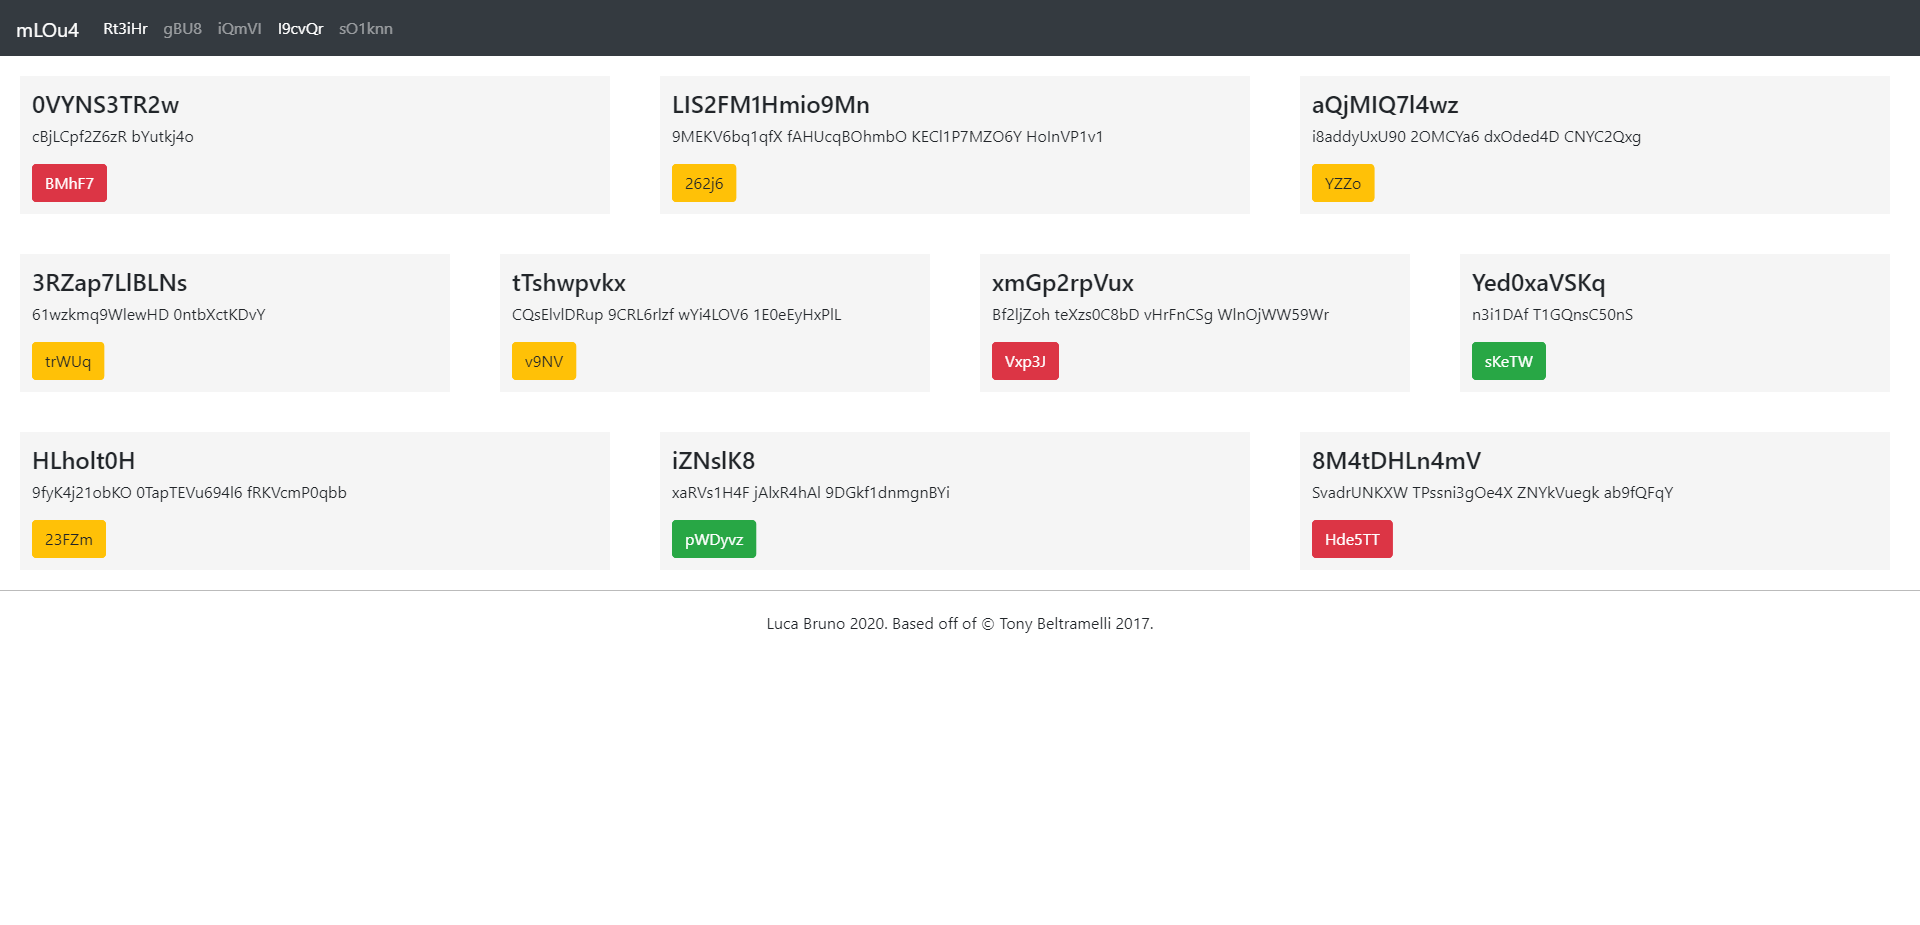 mLOu4 Rt3iHr gBU8 iQmVI l9cvQr sO1knn
0VYNS3TR2w
cBjLCpf2Z6zR bYutkj4o
BMhF7
LIS2FM1Hmio9Mn
9MEKV6bq1qfX fAHUcqBOhmbO KECl1P7MZO6Y HoInVP1v1
262j6
aQjMIQ7l4wz
i8addyUxU90 2OMCYa6 dxOded4D CNYC2Qxg
YZZo
3RZap7LlBLNs
61wzkmq9WlewHD 0ntbXctKDvY
trWUq
tTshwpvkx
CQsElvlDRup 9CRL6rlzf wYi4LOV6 1E0eEyHxPlL
v9NV
xmGp2rpVux
Bf2ljZoh teXzs0C8bD vHrFnCSg WlnOjWW59Wr
Vxp3J
Yed0xaVSKq
n3i1DAf T1GQnsC50nS
sKeTW
HLholt0H
9fyK4j21obKO 0TapTEVu694l6 fRKVcmP0qbb
23FZm
iZNslK8
xaRVs1H4F jAlxR4hAl 9DGkf1dnmgnBYi
pWDyvz
8M4tDHLn4mV
SvadrUNKXW TPssni3gOe4X ZNYkVuegk ab9fQFqY
Hde5TT
Luca Bruno 2020. Based off of © Tony Beltramelli 2017.